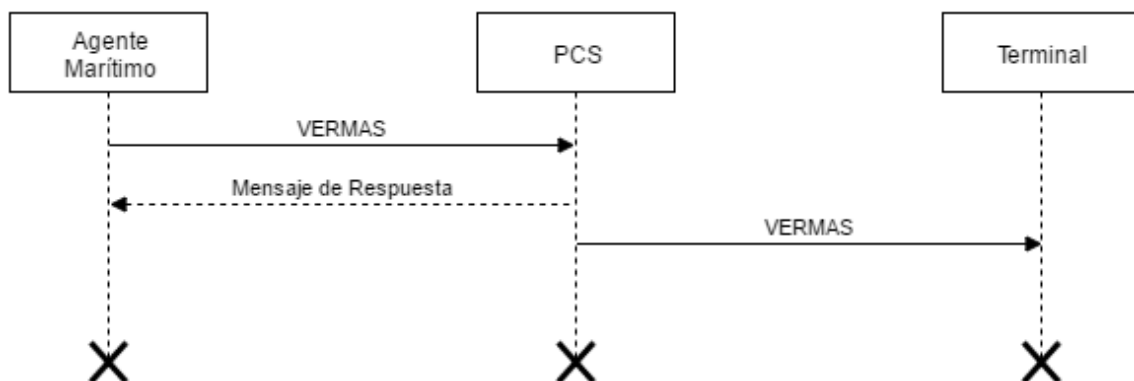 Agente
Marítimo
PCS
Terminal
VERMAS
Mensaje de Respuesta
VERMAS